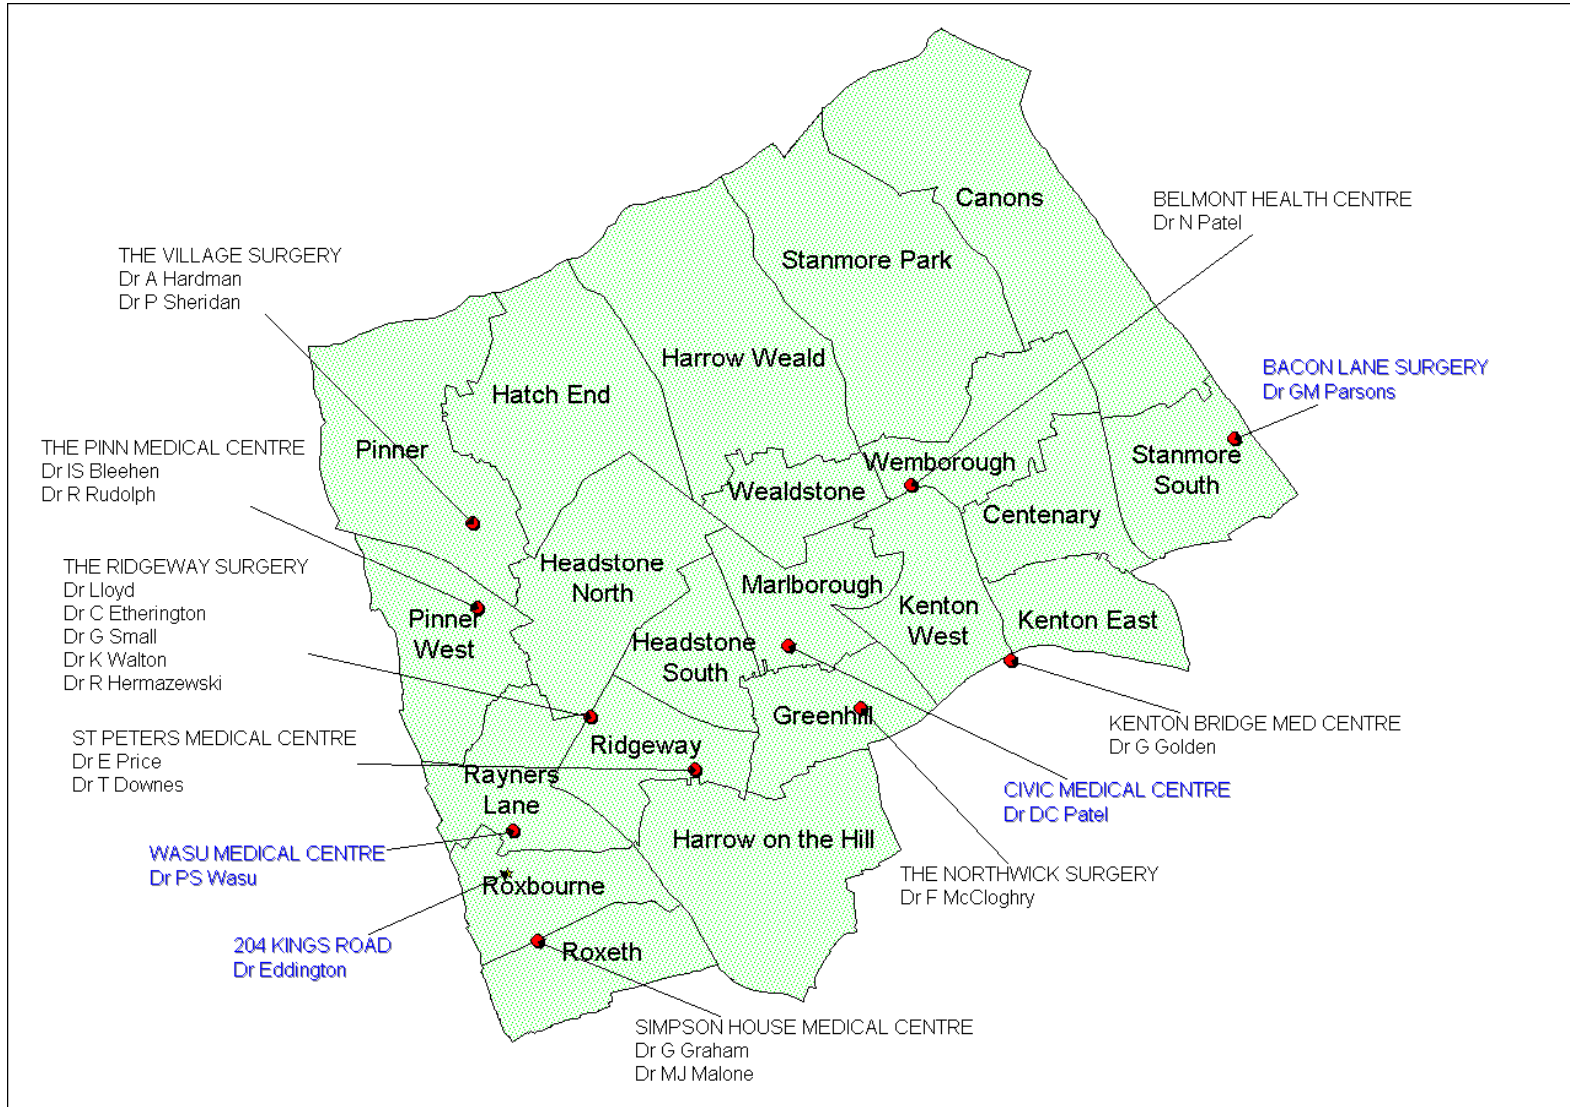 Canons
BELMONT HEALTH CENTRE
Dr N Patel
THE VILLAGE SURGERY
Dr A Hardman
Dr P Sheridan
Stanmore Park
Harrow Weald
Hatch End
BACON LANE SURGERY
Dr GM Parsons
THE PINN MEDICAL CENTRE
Dr IS Bleehen
Dr R Rudolph
Pinner
Wemborough
Stanmore
South
Wealdstone
Centenary
THE RIDGEWAY SURGERY
Dr Lloyd
Dr C Etherington
Dr G Small
Dr K Walton
Dr R Hermazewski
Headstone
North
Marlborough
Pinner
West
Kenton
West
Kenton East
Headstone
South
Greenhill
KENTON BRIDGE MED CENTRE
Dr G Golden
ST PETERS MEDICAL CENTRE
Dr E Price
Dr T Downes
Ridgeway
Rayners
Lane
CIVIC MEDICAL CENTRE
Dr DC Patel
Harrow on the Hill
WASU MEDICAL CENTRE
Dr PS Wasu
Roxbourne
THE NORTHWICK SURGERY
Dr F McCloghry
204 KINGS ROAD
Dr Eddington
Roxeth
SIMPSON HOUSE MEDICAL CENTRE
Dr G Graham
Dr MJ Malone